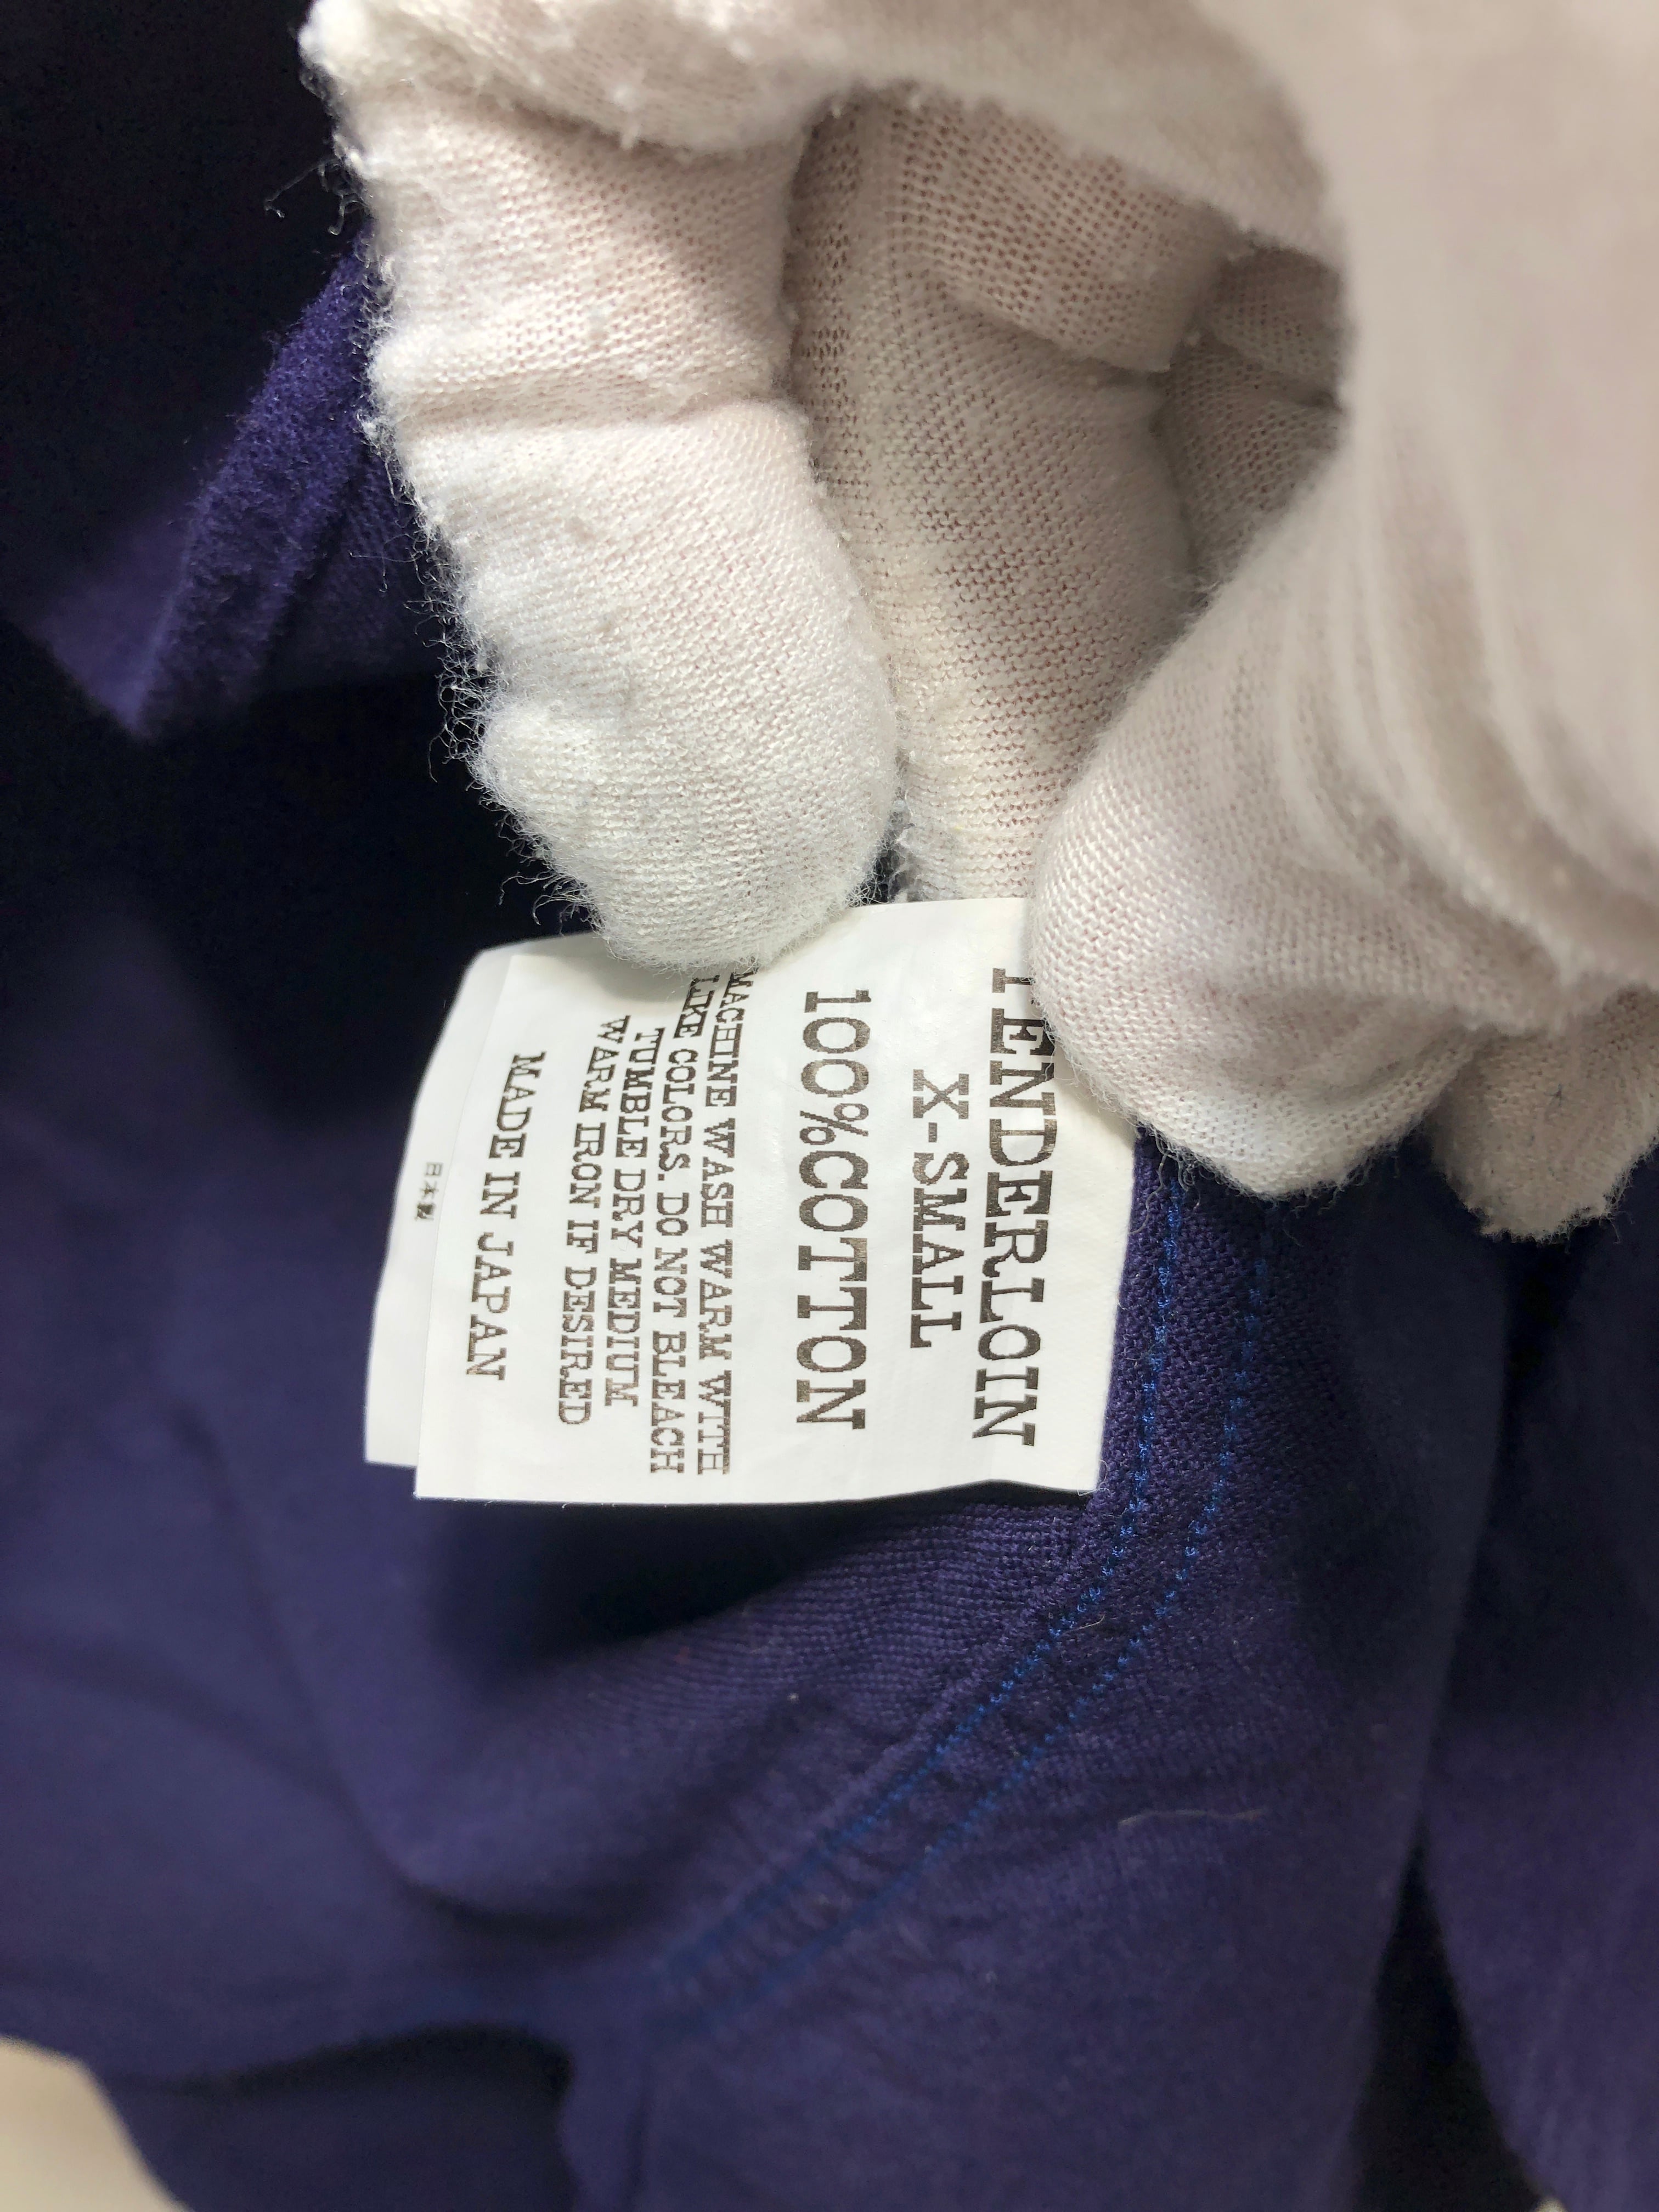 TENDERLOIN
X-SMALL
100%COTTON
MACHINE WASH WARM WITH
LIKE COLORS. DO NOT BLEACH
TUMBLE DRY MEDIUM
WARM IRON IF DESIRED
MADE IN JAPAN
日本製